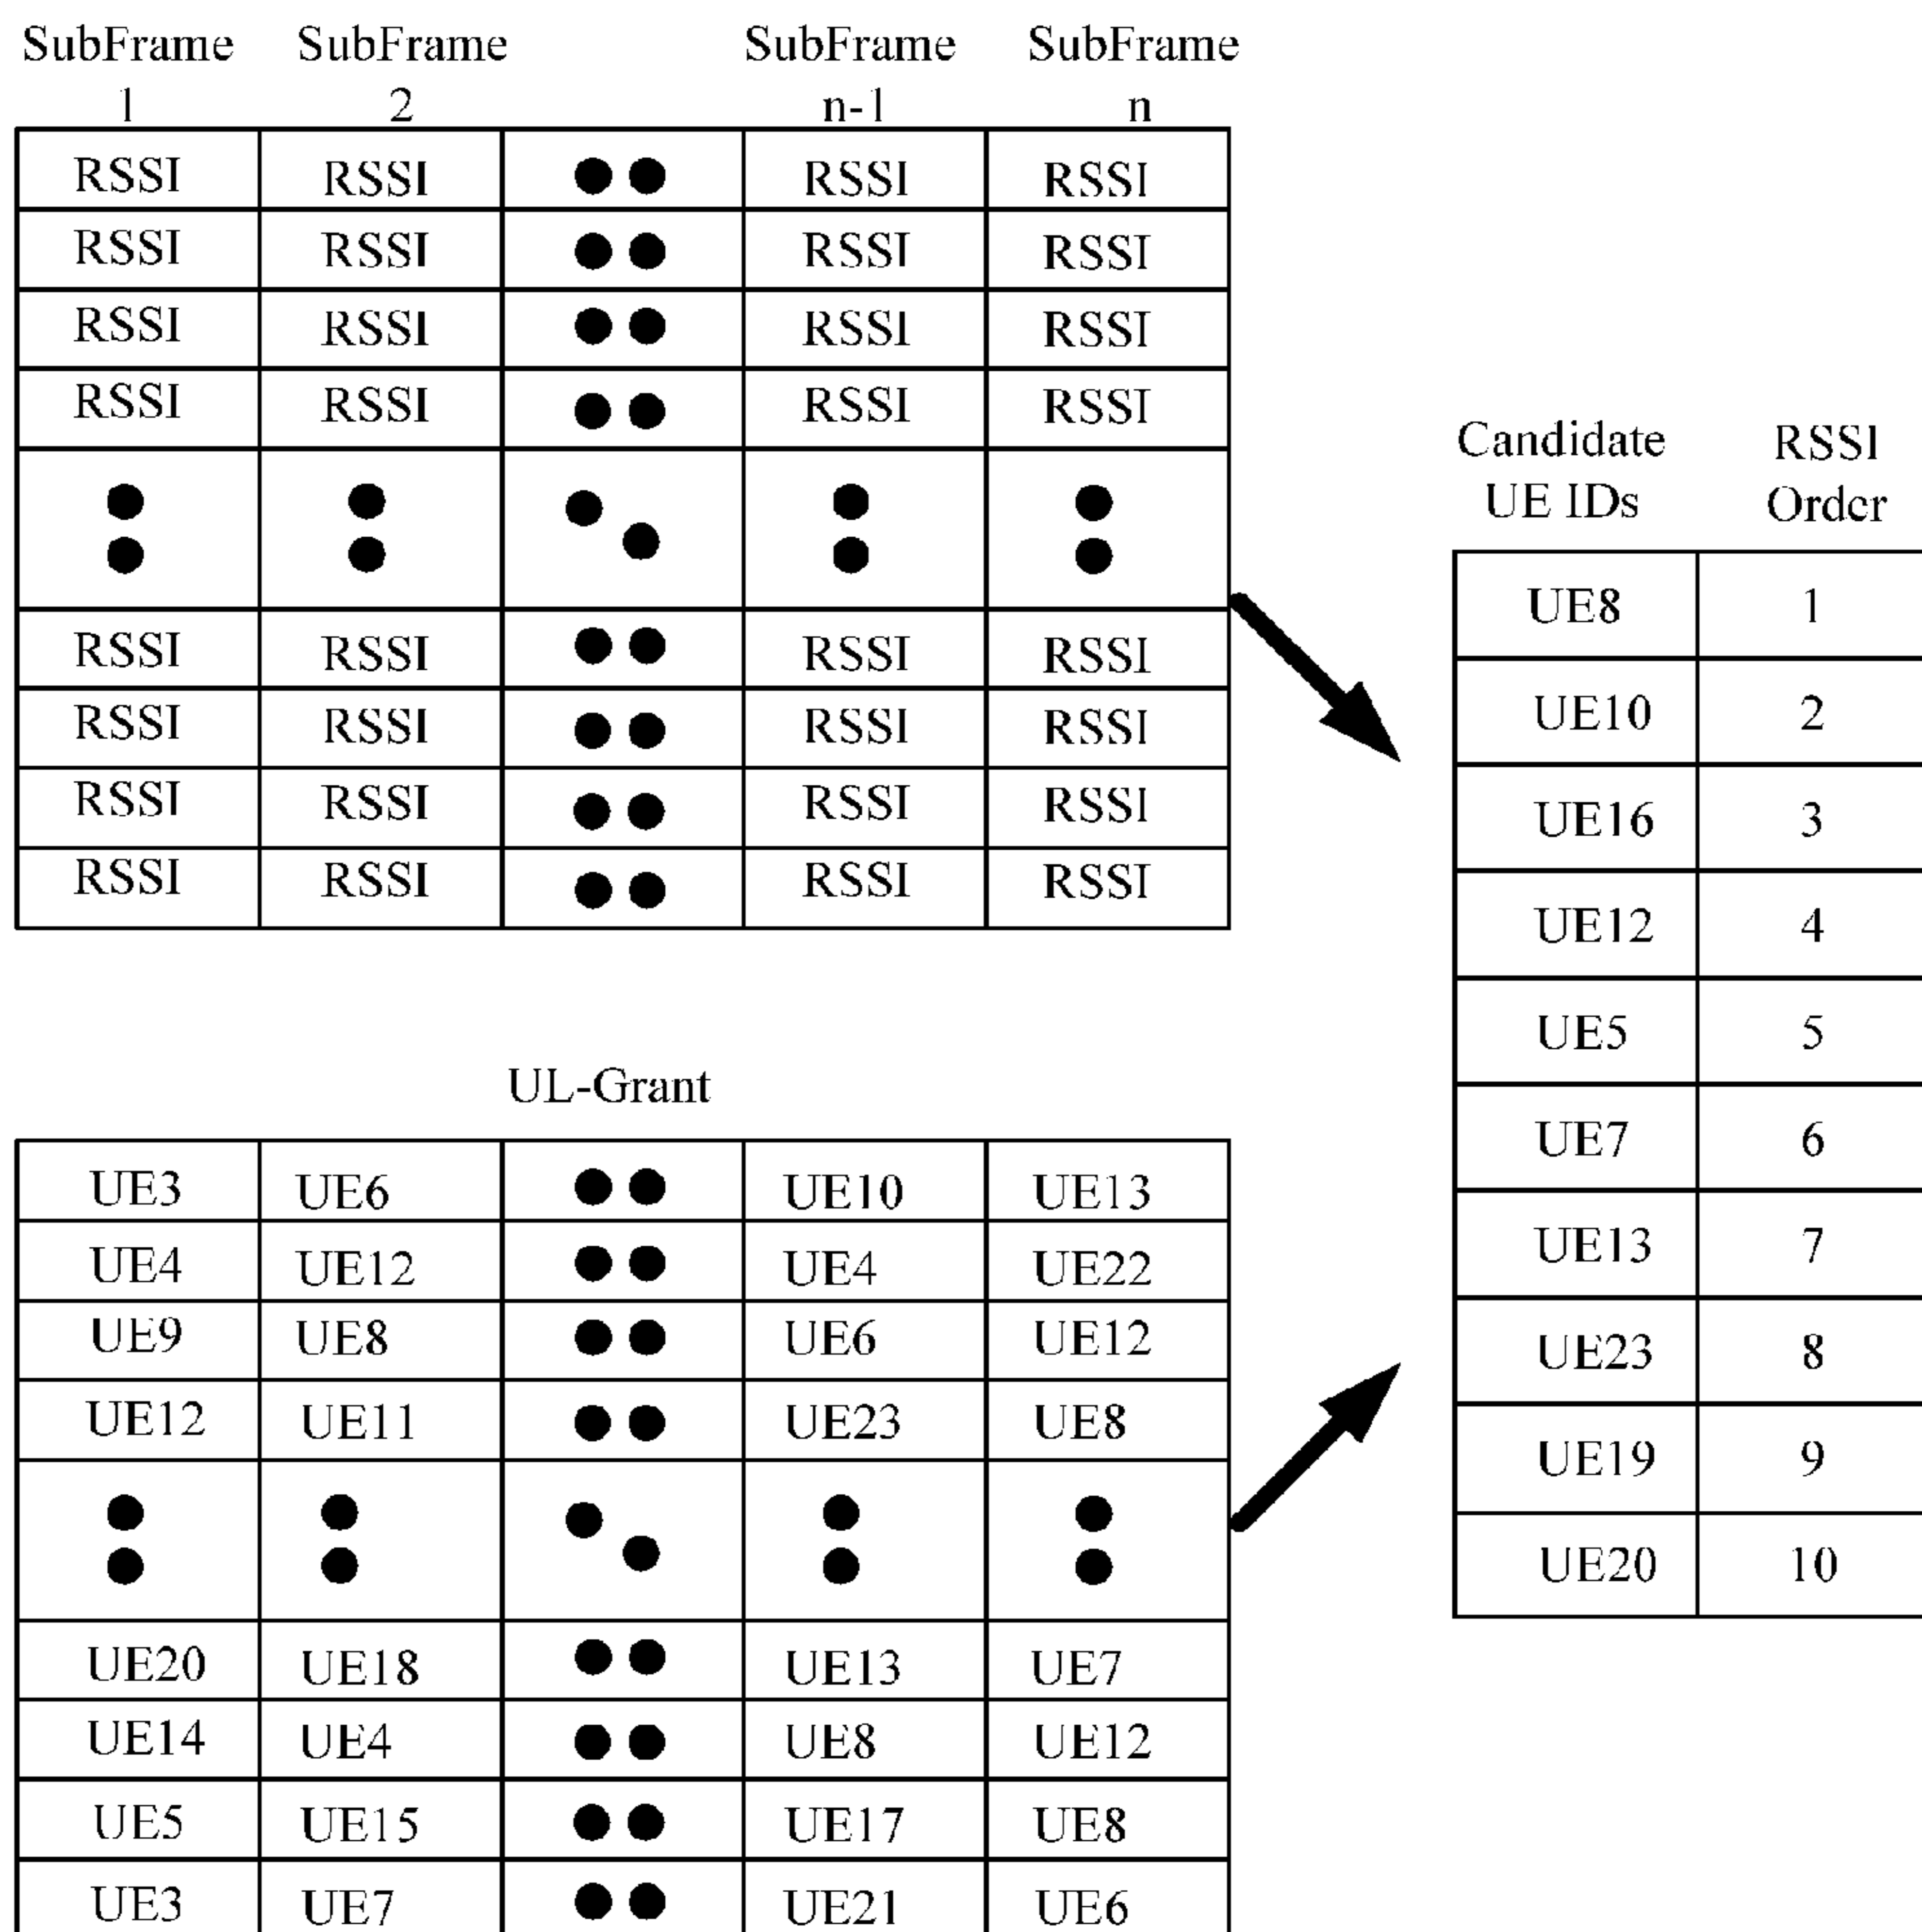 SubFrame SubFrame SubFrame SubFrame
1 2 n-1 n
RSSI RSSI RSSI RSSI
RSSI RSSI RSSI RSSI
RSSI RSSI RSSI RSSI
RSSI RSSI RSSI RSSI
RSSI RSSI RSSI RSSI
RSSI RSSI RSSI RSSI
RSSI RSSI RSSI RSSI
RSSI RSSI RSSI RSSI
UL-Grant
UE3 UE6 UE10 UE13
UE4 UE12 UE4 UE22
UE9 UE8 UE6 UE12
UE12 UE11 UE23 UE8
UE20 UE18 UE13 UE7
UE14 UE4 UE8 UE12
UE5 UE15 UE17 UE8
UE3 UE7 UE21 UE6
Candidate RSSI
UE IDs Order
UE8 1
UE10 2
UE16 3
UE12 4
UE5 5
UE7 6
UE13 7
UE23 8
UE19 9
UE20 10